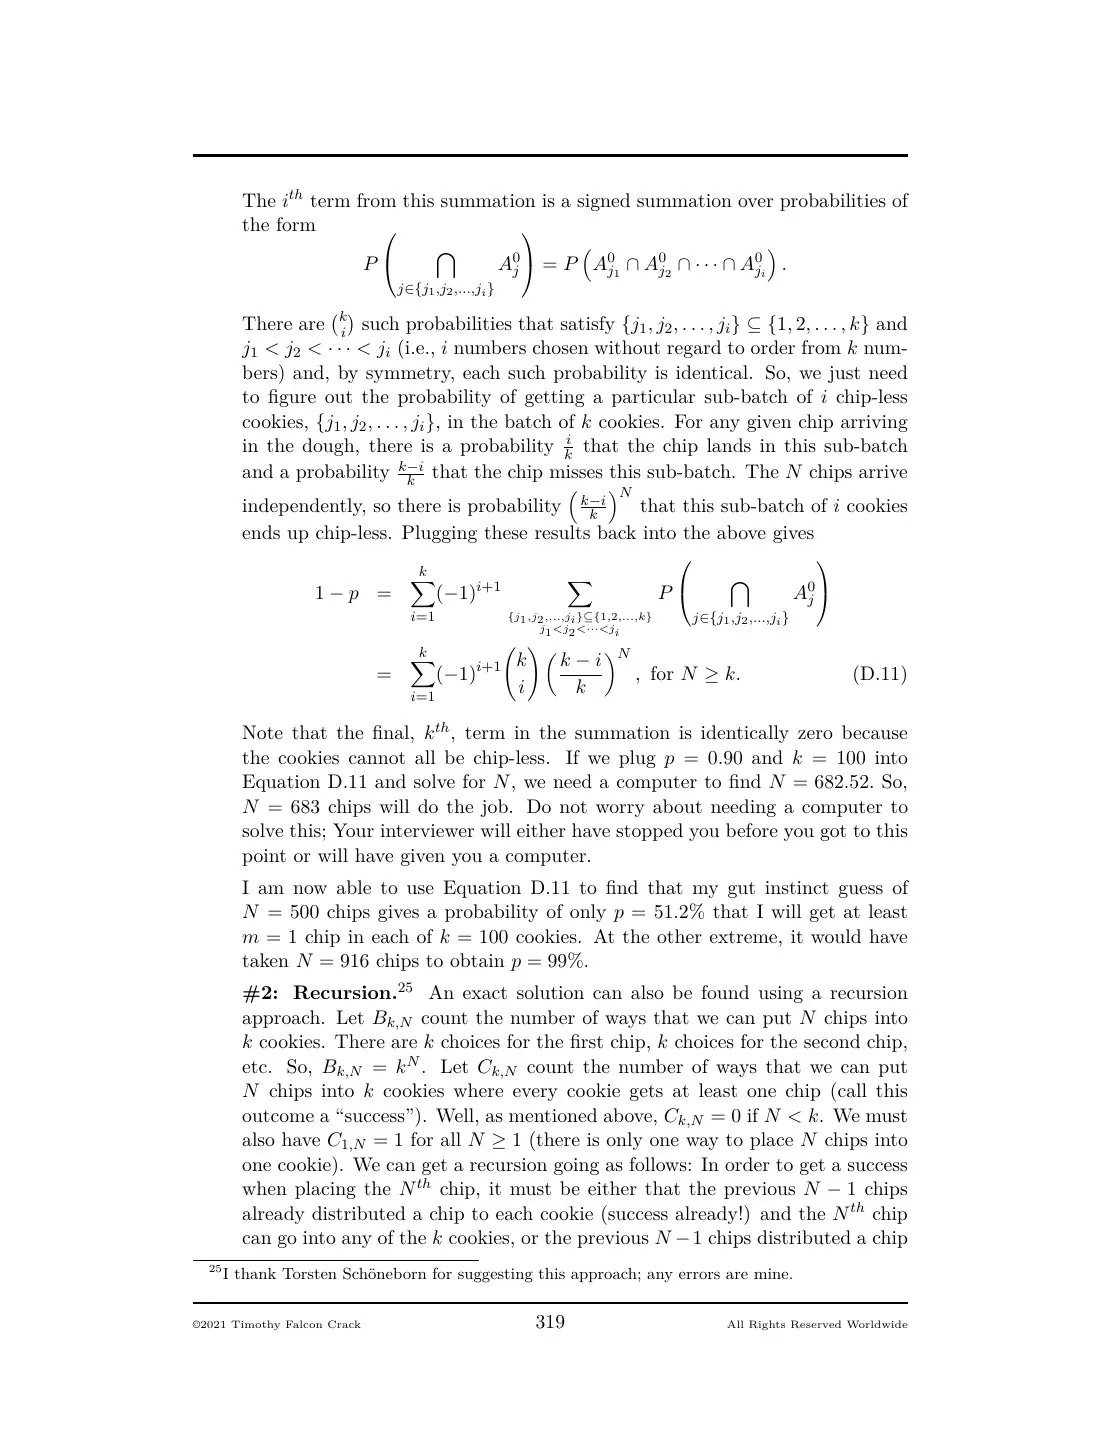 The i^{th} term from this summation is a signed summation over probabilities of
the form
P ( ⋂_{j∈{j_1,j_2,...,j_i}} A_j^0 ) = P ( A_{j_1}^0 ∩ A_{j_2}^0 ∩ ⋯ ∩ A_{j_i}^0 ) .
There are \binom{k}{i} such probabilities that satisfy {j_1, j_2, . . . , j_i} ⊆ {1, 2, . . . , k} and
j_1 < j_2 < ⋯ < j_i (i.e., i numbers chosen without regard to order from k num-
bers) and, by symmetry, each such probability is identical. So, we just need
to figure out the probability of getting a particular sub-batch of i chip-less
cookies, {j_1, j_2, . . . , j_i}, in the batch of k cookies. For any given chip arriving
in the dough, there is a probability \frac{i}{k} that the chip lands in this sub-batch
and a probability \frac{k−i}{k} that the chip misses this sub-batch. The N chips arrive
independently, so there is probability (\frac{k−i}{k})^N that this sub-batch of i cookies
ends up chip-less. Plugging these results back into the above gives
1 − p = ∑_{i=1}^{k} (−1)^{i+1} ∑_{{j_1,j_2,...,j_i}⊆{1,2,...,k} j_1<j_2<⋯<j_i} P ( ⋂_{j∈{j_1,j_2,...,j_i}} A_j^0 )
= ∑_{i=1}^{k} (−1)^{i+1} \binom{k}{i} (\frac{k − i}{k})^N , for N ≥ k. (D.11)
Note that the final, k^{th}, term in the summation is identically zero because
the cookies cannot all be chip-less. If we plug p = 0.90 and k = 100 into
Equation D.11 and solve for N, we need a computer to find N = 682.52. So,
N = 683 chips will do the job. Do not worry about needing a computer to
solve this; Your interviewer will either have stopped you before you got to this
point or will have given you a computer.
I am now able to use Equation D.11 to find that my gut instinct guess of
N = 500 chips gives a probability of only p = 51.2% that I will get at least
m = 1 chip in each of k = 100 cookies. At the other extreme, it would have
taken N = 916 chips to obtain p = 99%.
#2: Recursion.^{25} An exact solution can also be found using a recursion
approach. Let B_{k,N} count the number of ways that we can put N chips into
k cookies. There are k choices for the first chip, k choices for the second chip,
etc. So, B_{k,N} = k^N. Let C_{k,N} count the number of ways that we can put
N chips into k cookies where every cookie gets at least one chip (call this
outcome a “success”). Well, as mentioned above, C_{k,N} = 0 if N < k. We must
also have C_{1,N} = 1 for all N ≥ 1 (there is only one way to place N chips into
one cookie). We can get a recursion going as follows: In order to get a success
when placing the N^{th} chip, it must be either that the previous N − 1 chips
already distributed a chip to each cookie (success already!) and the N^{th} chip
can go into any of the k cookies, or the previous N − 1 chips distributed a chip
^{25}I thank Torsten Schöneborn for suggesting this approach; any errors are mine.
©2021 Timothy Falcon Crack 319 All Rights Reserved Worldwide